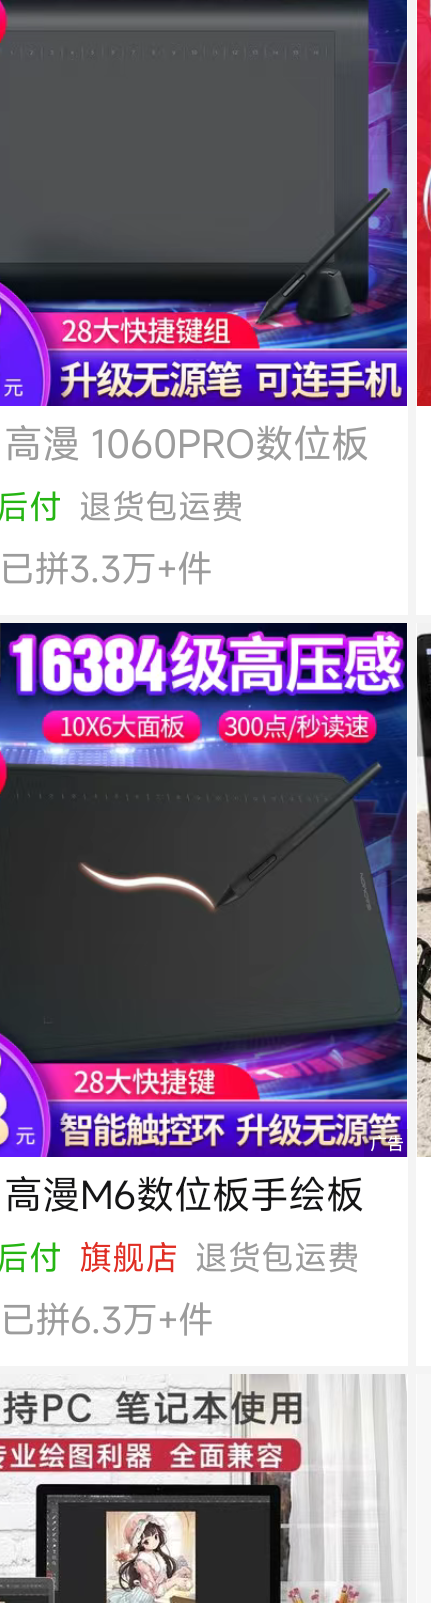 28大快捷键组
元
升级无源笔 可连手机
高漫 1060PRO数位板
后付 退货包运费
已拼3.3万+件
16384级高压感
10X6大面板 300点/秒读速
28大快捷键
元
智能触控环 升级无源笔
广告
高漫M6数位板手绘板
后付 旗舰店 退货包运费
已拼6.3万+件
持PC 笔记本使用
专业绘图利器 全面兼容